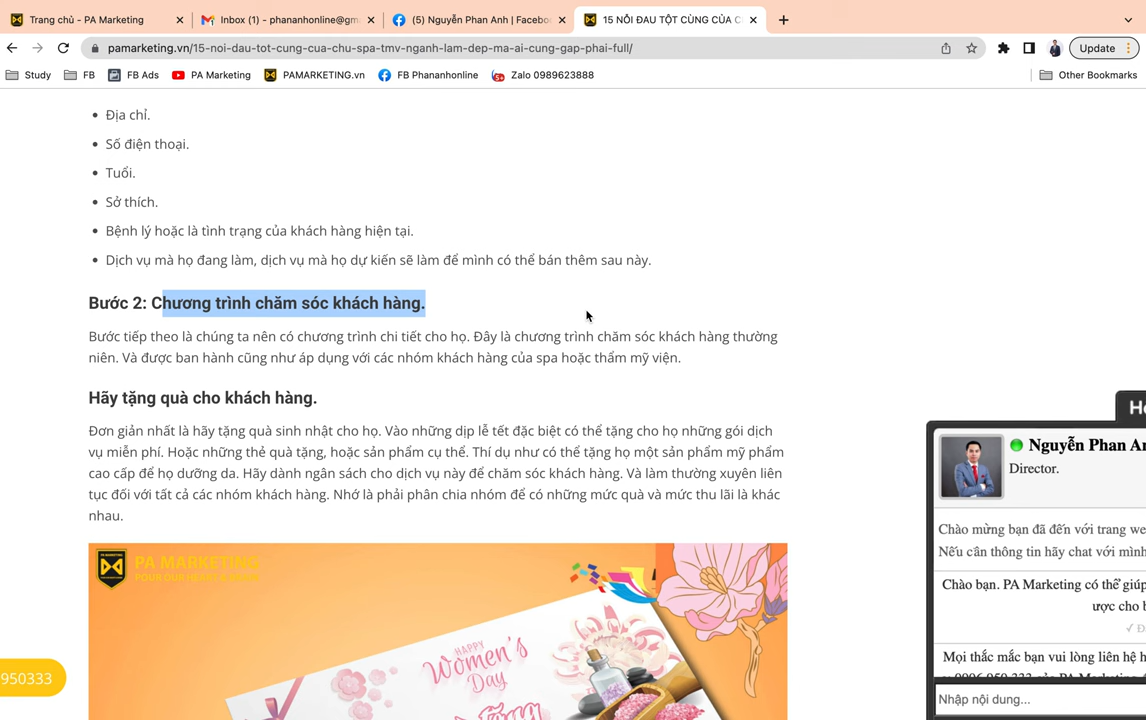 Trang chủ - PA Marketing
Inbox (1) - phananhonline@gm
(5) Nguyễn Phan Anh | Facebo
15 NỖI ĐAU TỘT CÙNG CỦA C
pamarketing.vn/15-noi-dau-tot-cung-cua-chu-spa-tmv-nganh-lam-dep-ma-ai-cung-gap-phai-full/
Update
Study
FB
FB Ads
PA Marketing
PAMARKETING.vn
FB Phananhonline
Zalo 0989623888
Other Bookmarks
Địa chỉ.
Số điện thoại.
Tuổi.
Sở thích.
Bệnh lý hoặc là tình trạng của khách hàng hiện tại.
Dịch vụ mà họ đang làm, dịch vụ mà họ dự kiến sẽ làm để mình có thể bán thêm sau này.
Bước 2: Chương trình chăm sóc khách hàng.
Bước tiếp theo là chúng ta nên có chương trình chi tiết cho họ. Đây là chương trình chăm sóc khách hàng thường
niên. Và được ban hành cũng như áp dụng với các nhóm khách hàng của spa hoặc thẩm mỹ viện.
Hãy tặng quà cho khách hàng.
Đơn giản nhất là hãy tặng quà sinh nhật cho họ. Vào những dịp lễ tết đặc biệt có thể tặng cho họ những gói dịch
vụ miễn phí. Hoặc những thẻ quà tặng, hoặc sản phẩm cụ thể. Thí dụ như có thể tặng họ một sản phẩm mỹ phẩm
cao cấp để họ dưỡng da. Hãy dành ngân sách cho dịch vụ này để chăm sóc khách hàng. Và làm thường xuyên liên
tục đối với tất cả các nhóm khách hàng. Nhớ là phải phân chia nhóm để có những mức quà và mức thu lãi là khác
nhau.
PA MARKETING
POUR OUR HEART & MIND
HAPPY
Women's
Day
Tặng
950333
Nguyễn Phan An
Director.
Chào mừng bạn đã đến với trang we
Nếu cần thông tin hãy chat với mình
Chào bạn. PA Marketing có thể giúp
ược cho b
✓ Đ
Mọi thắc mắc bạn vui lòng liên hệ h
Nhập nội dung...